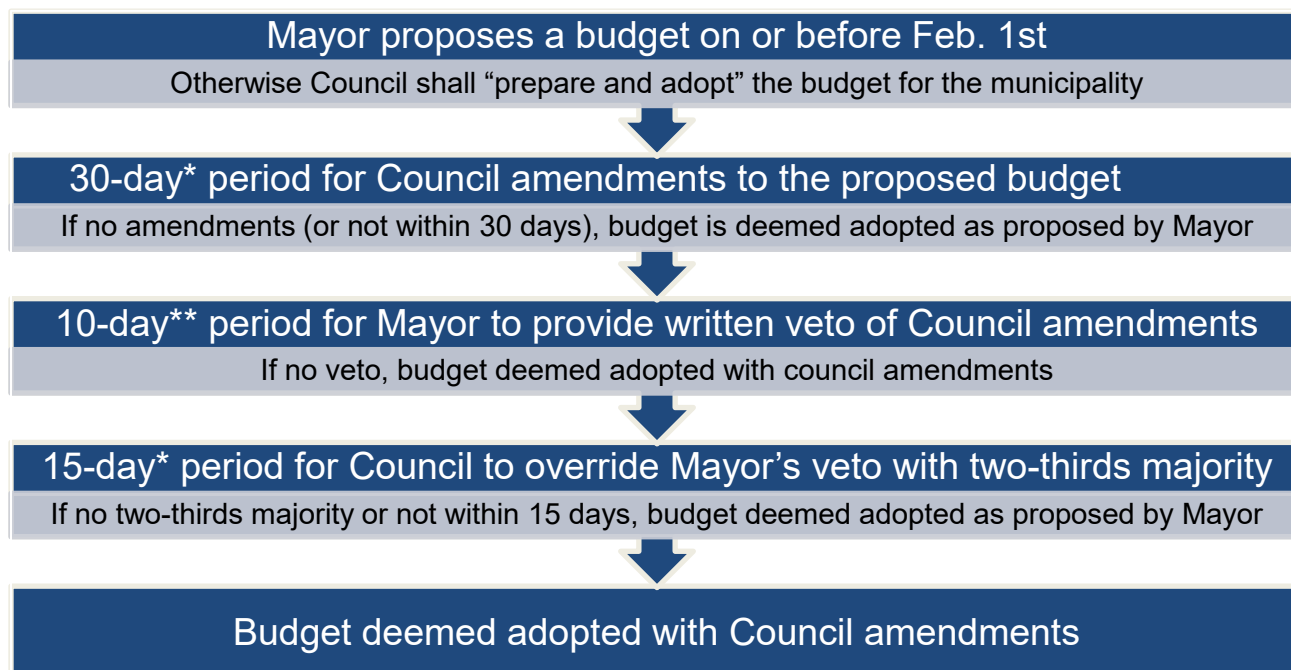 Mayor proposes a budget on or before Feb. 1st
Otherwise Council shall “prepare and adopt” the budget for the municipality
30-day* period for Council amendments to the proposed budget
If no amendments (or not within 30 days), budget is deemed adopted as proposed by Mayor
10-day** period for Mayor to provide written veto of Council amendments
If no veto, budget deemed adopted with council amendments
15-day* period for Council to override Mayor’s veto with two-thirds majority
If no two-thirds majority or not within 15 days, budget deemed adopted as proposed by Mayor
Budget deemed adopted with Council amendments